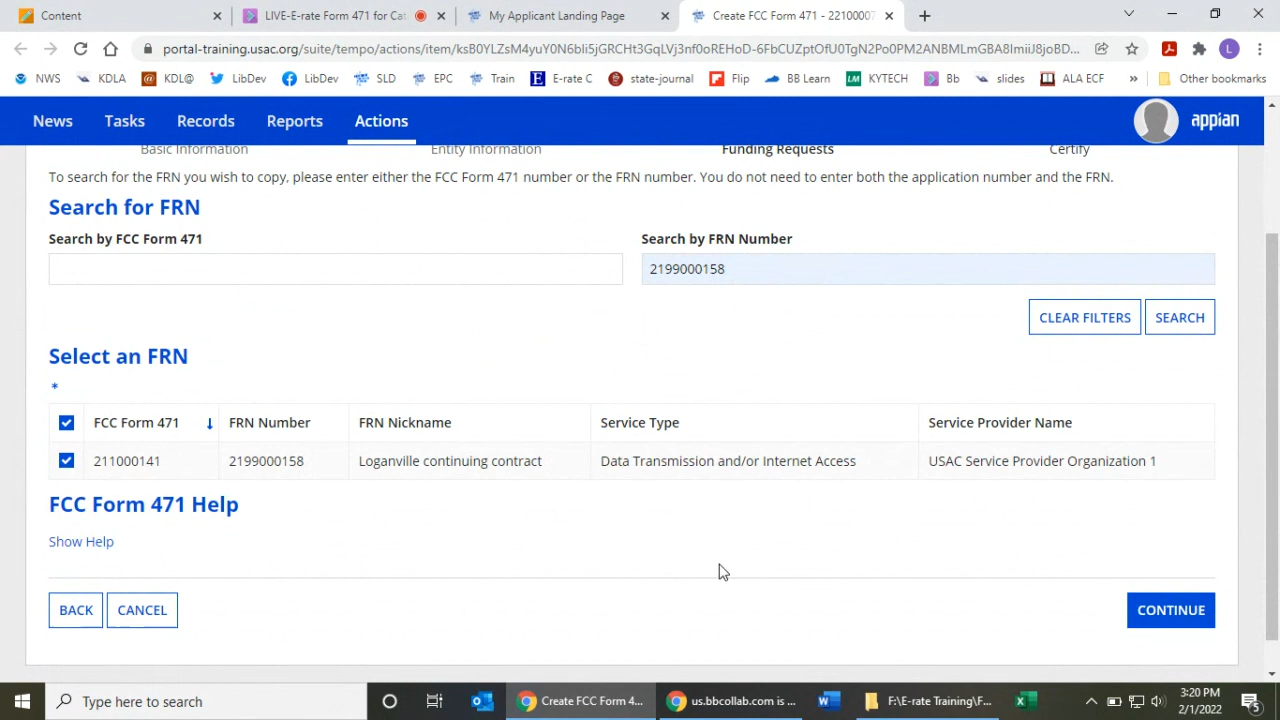 Content
LIVE-E-rate Form 471 for Cat
My Applicant Landing Page
Create FCC Form 471 - 22100007
portal-training.usac.org/suite/tempo/actions/item/
NWS
KDLA
KDL@
LibDev
LibDev
SLD
EPC
Train
E-rate C
state-journal
Flip
BB Learn
KYTECH
Bb
slides
ALA ECF
»
Other bookmarks
News
Tasks
Records
Reports
Actions
appian
Basic Information
Entity Information
Funding Requests
Certify
To search for the FRN you wish to copy, please enter either the FCC Form 471 number or the FRN number. You do not need to enter both the application number and the FRN.
Search for FRN
Search by FCC Form 471
Search by FRN Number
2199000158
CLEAR FILTERS
SEARCH
Select an FRN
*
FCC Form 471 ↓ FRN Number FRN Nickname Service Type Service Provider Name
211000141 2199000158 Loganville continuing contract Data Transmission and/or Internet Access USAC Service Provider Organization 1
FCC Form 471 Help
Show Help
BACK
CANCEL
CONTINUE
Type here to search
Create FCC Form 4...
us.bbcollab.com is ...
F:\E-rate Training\F...
3:20 PM
2/1/2022
5